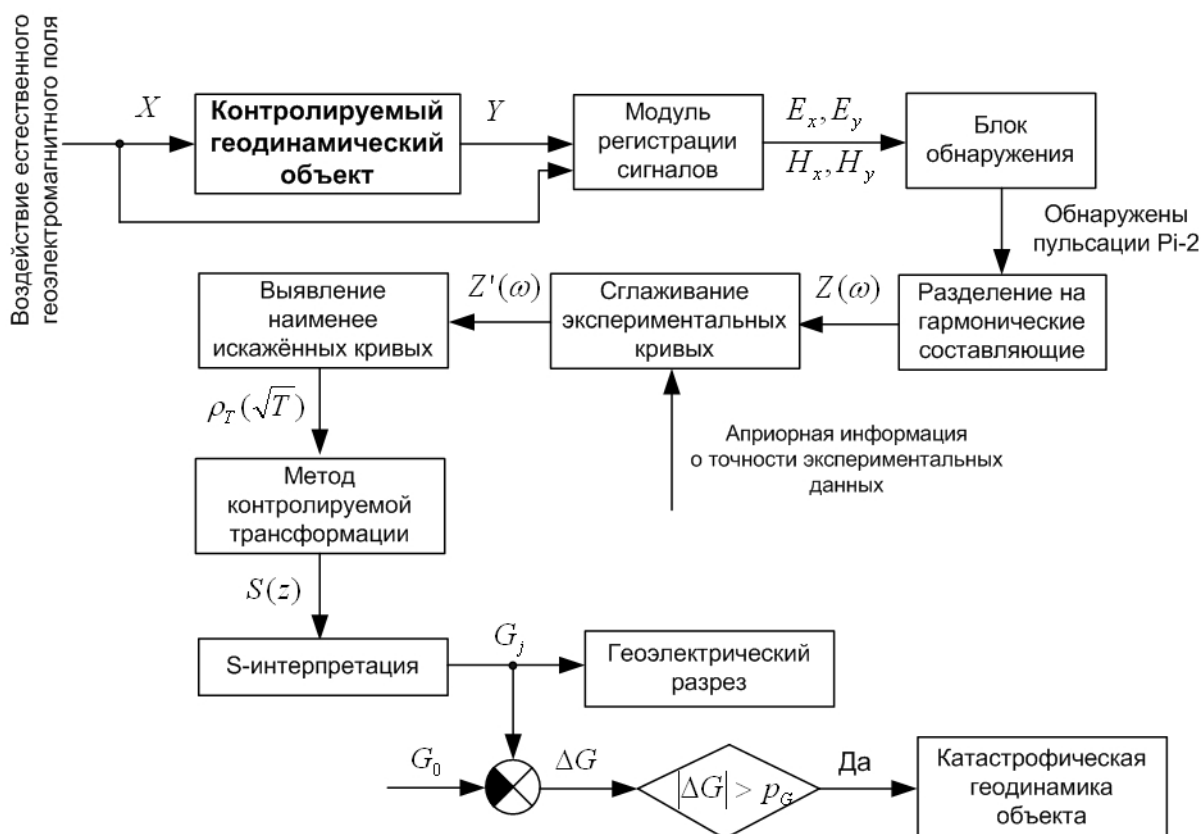 Воздействие естественного
геоэлектромагнитного поля
X
Контролируемый
геодинамический
объект
Y
Модуль
регистрации
сигналов
E_x, E_y
H_x, H_y
Блок
обнаружения
Обнаружены
пульсации Pi-2
Разделение на
гармонические
составляющие
Z(ω)
Сглаживание
экспериментальных
кривых
Априорная информация
о точности экспериментальных
данных
Z'(ω)
Выявление
наименее
искажённых кривых
ρ_T(√T)
Метод
контролируемой
трансформации
S(z)
S-интерпретация
G_j
Геоэлектрический
разрез
G_0
ΔG
|ΔG| > p_G
Да
Катастрофическая
геодинамика
объекта